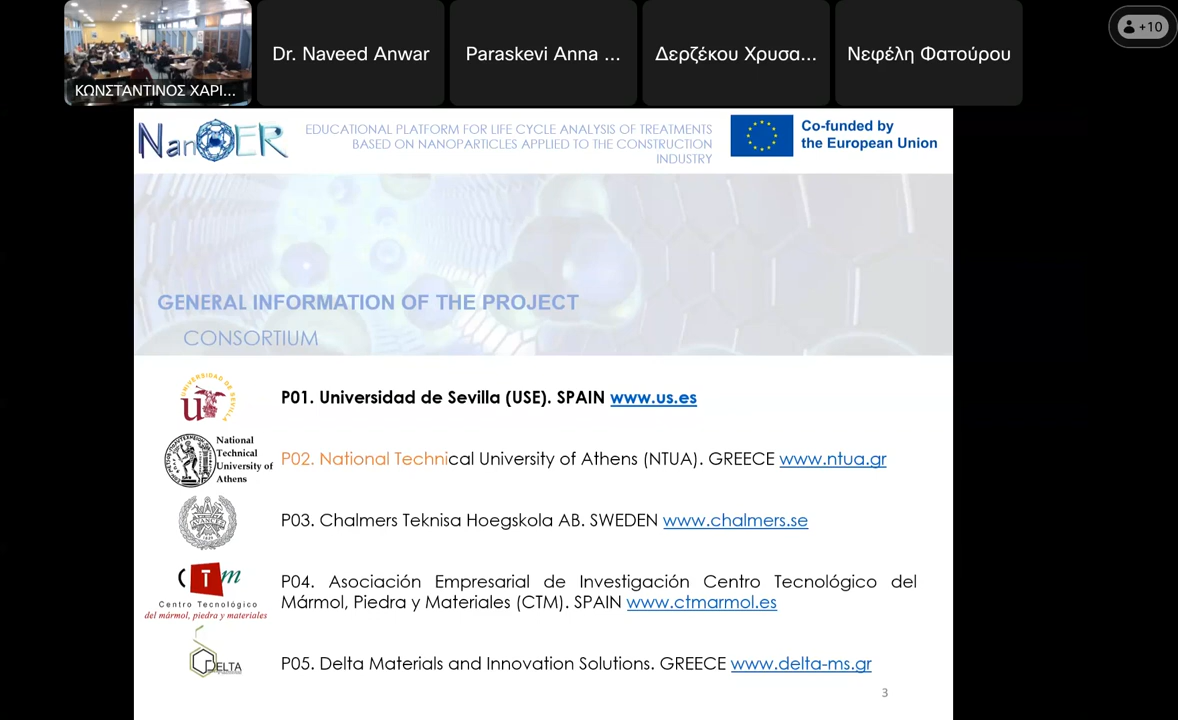 +10
Dr. Naveed Anwar
Paraskevi Anna ...
Δερζέκου Χρυσα...
Νεφέλη Φατούρου
ΚΩΝΣΤΑΝΤΙΝΟΣ ΧΑΡΙ...
NanOER
EDUCATIONAL PLATFORM FOR LIFE CYCLE ANALYSIS OF TREATMENTS
BASED ON NANOPARTICLES APPLIED TO THE CONSTRUCTION
INDUSTRY
Co-funded by
the European Union
GENERAL INFORMATION OF THE PROJECT
CONSORTIUM
UNIVERSIDAD DE SEVILLA
P01. Universidad de Sevilla (USE). SPAIN www.us.es
National
Technical
University of
Athens
P02. National Technical University of Athens (NTUA). GREECE www.ntua.gr
AVANCEZ
P03. Chalmers Teknisa Hoegskola AB. SWEDEN www.chalmers.se
CTm
Centro Tecnológico
del mármol, piedra y materiales
P04. Asociación Empresarial de Investigación Centro Tecnológico del
Mármol, Piedra y Materiales (CTM). SPAIN www.ctmarmol.es
DELTA
P05. Delta Materials and Innovation Solutions. GREECE www.delta-ms.gr
3